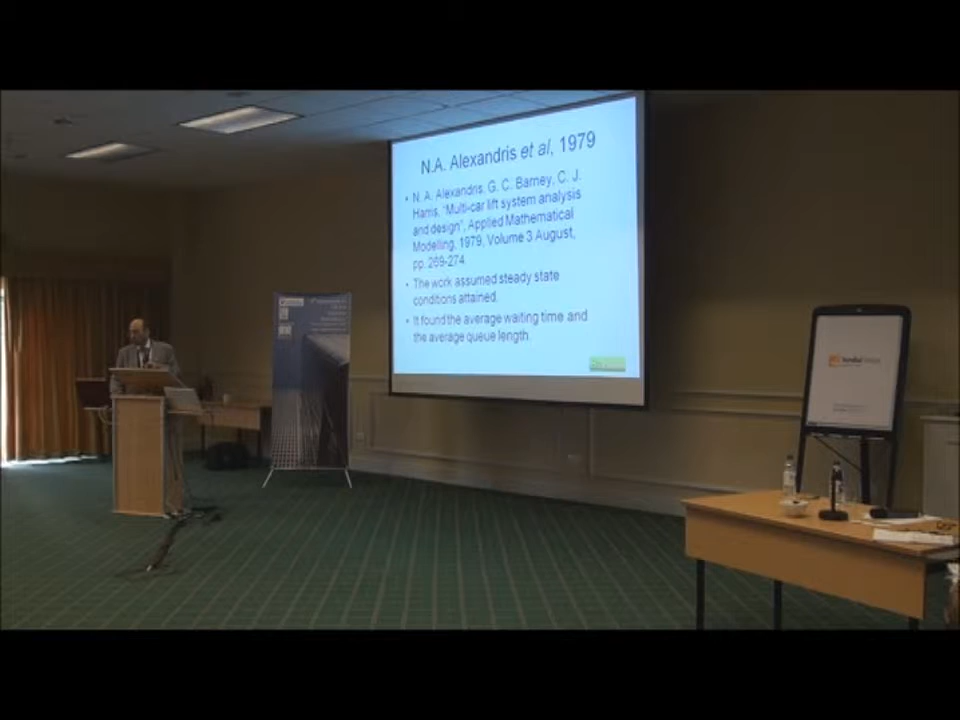 N.A. Alexandris et al, 1979
• N. A. Alexandris, G. C. Barney, C. J.
Harris, "Multi-car lift system analysis
and design", Applied Mathematical
Modelling, 1979, Volume 3 August,
pp. 269-274.
• The work assumed steady state
conditions attained.
• It found the average waiting time and
the average queue length.